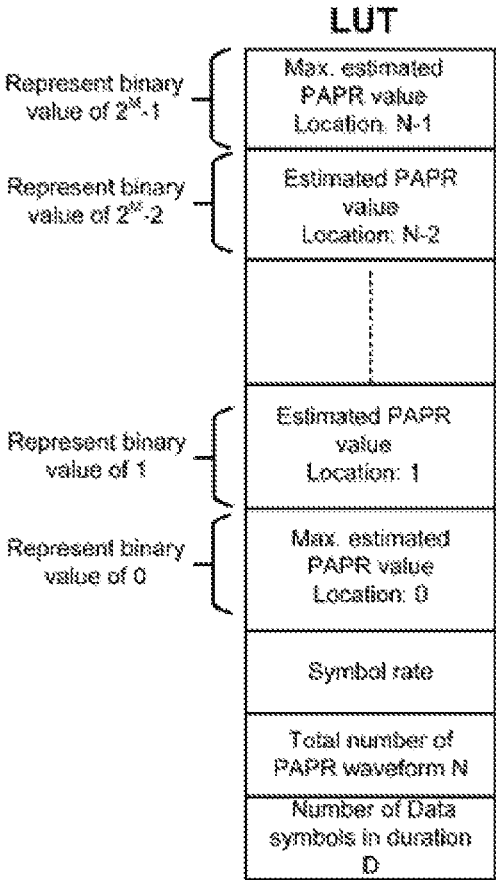 LUT
Represent binary
value of 2^M-1
Max. estimated
PAPR value
Location, N-1
Represent binary
value of 2^M-2
Estimated PAPR
value
Location: N-2
Represent binary
value of 1
Estimated PAPR
value
Location: 1
Represent binary
value of 0
Max. estimated
PAPR value
Location: 0
Symbol rate
Total number of
PAPR waveform N
Number of Data
symbols in duration
D